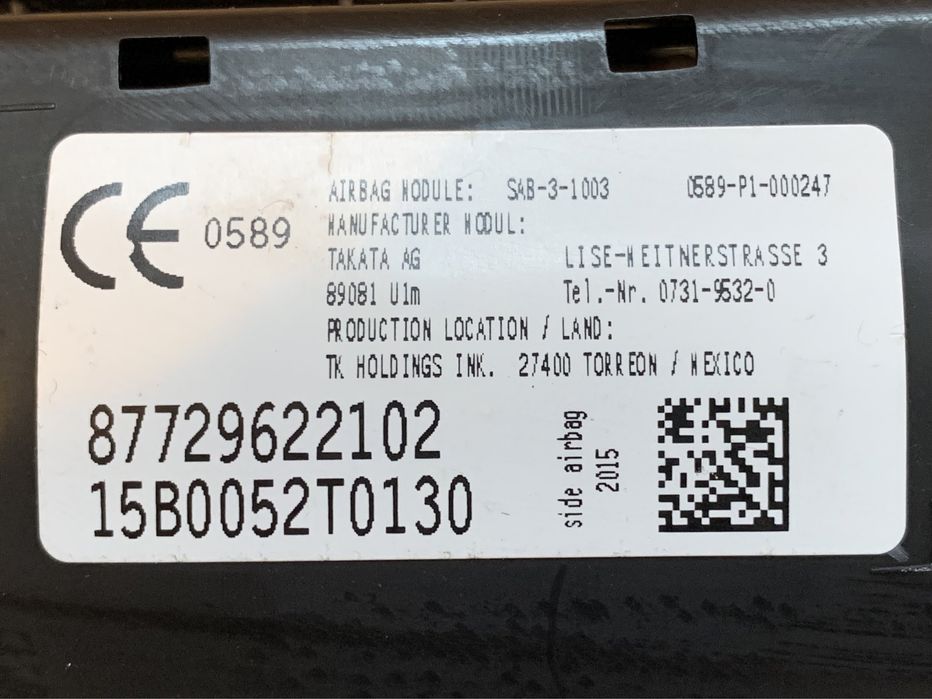 CE 0589
AIRBAG MODULE: SAB-3-1003 0589-P1-000247
MANUFACTURER MODUL:
TAKATA AG LISE-MEITNERSTRASSE 3
89081 Ulm Tel.-Nr. 0731-9532-0
PRODUCTION LOCATION / LAND:
TK HOLDINGS INK. 27400 TORREON / MEXICO
87729622102
15B0052T0130
side airbag
2015